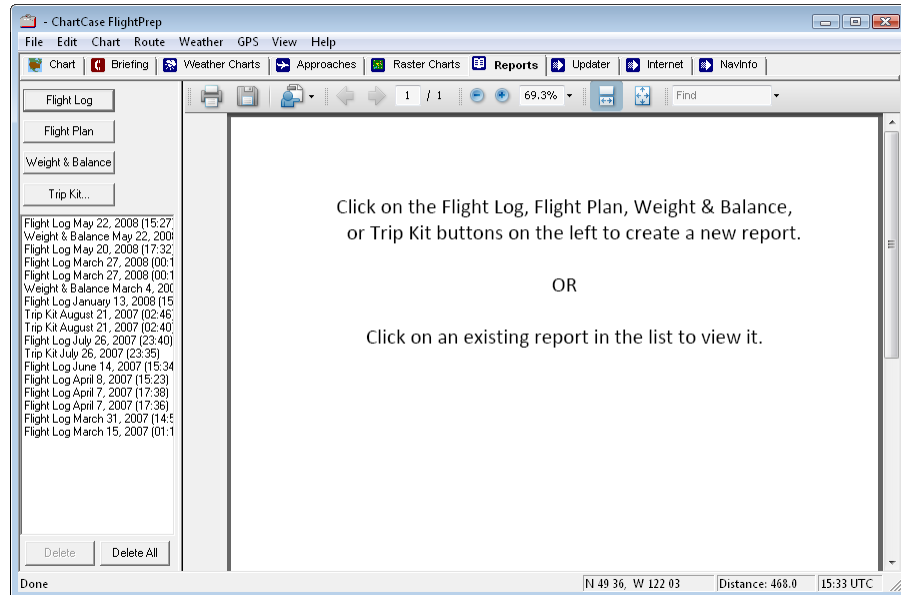 - ChartCase FlightPrep
File Edit Chart Route Weather GPS View Help
Chart Briefing Weather Charts Approaches Raster Charts Reports Updater Internet NavInfo
Flight Log
1 / 1 69.3% Find
Flight Plan
Weight & Balance
Trip Kit...
Flight Log May 22, 2008 (15:27
Weight & Balance May 22, 200
Flight Log May 20, 2008 (17:32
Flight Log March 27, 2008 (00:1
Flight Log March 27, 2008 (00:1
Weight & Balance March 4, 200
Flight Log January 13, 2008 (15
Trip Kit August 21, 2007 (02:46)
Trip Kit August 21, 2007 (02:40)
Flight Log July 26, 2007 (23:40)
Trip Kit July 26, 2007 (23:35)
Flight Log June 14, 2007 (15:34
Flight Log April 8, 2007 (15:23)
Flight Log April 7, 2007 (17:38)
Flight Log April 7, 2007 (17:36)
Flight Log March 31, 2007 (14:5
Flight Log March 15, 2007 (01:1
Delete Delete All
Click on the Flight Log, Flight Plan, Weight & Balance,
or Trip Kit buttons on the left to create a new report.
OR
Click on an existing report in the list to view it.
Done N 49 36, W 122 03 Distance: 468.0 15:33 UTC